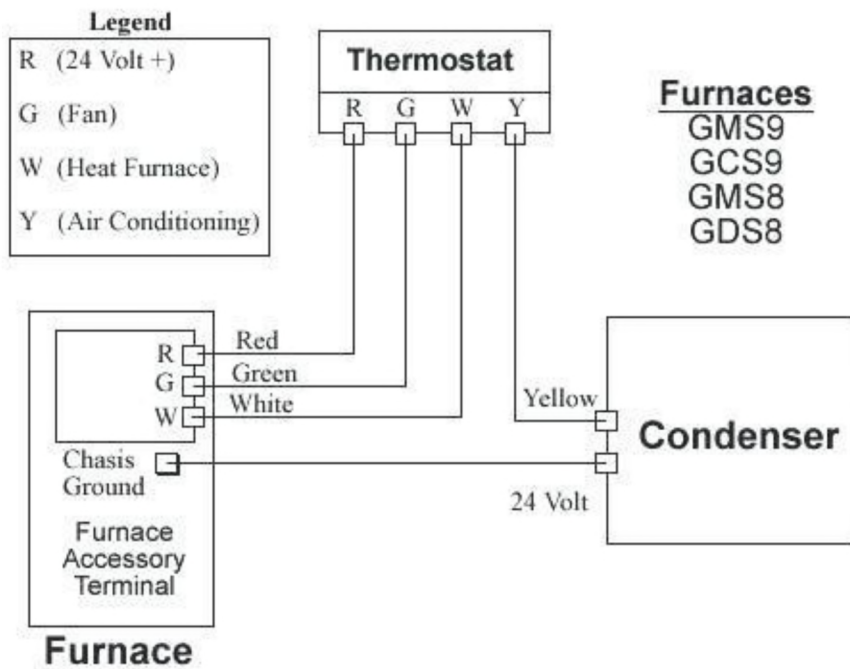 Legend
R (24 Volt +)
G (Fan)
W (Heat Furnace)
Y (Air Conditioning)
Thermostat
R G W Y
Furnaces
GMS9
GCS9
GMS8
GDS8
R Red
G Green
W White
Chasis
Ground
Furnace
Accessory
Terminal
Furnace
Yellow
Condenser
24 Volt